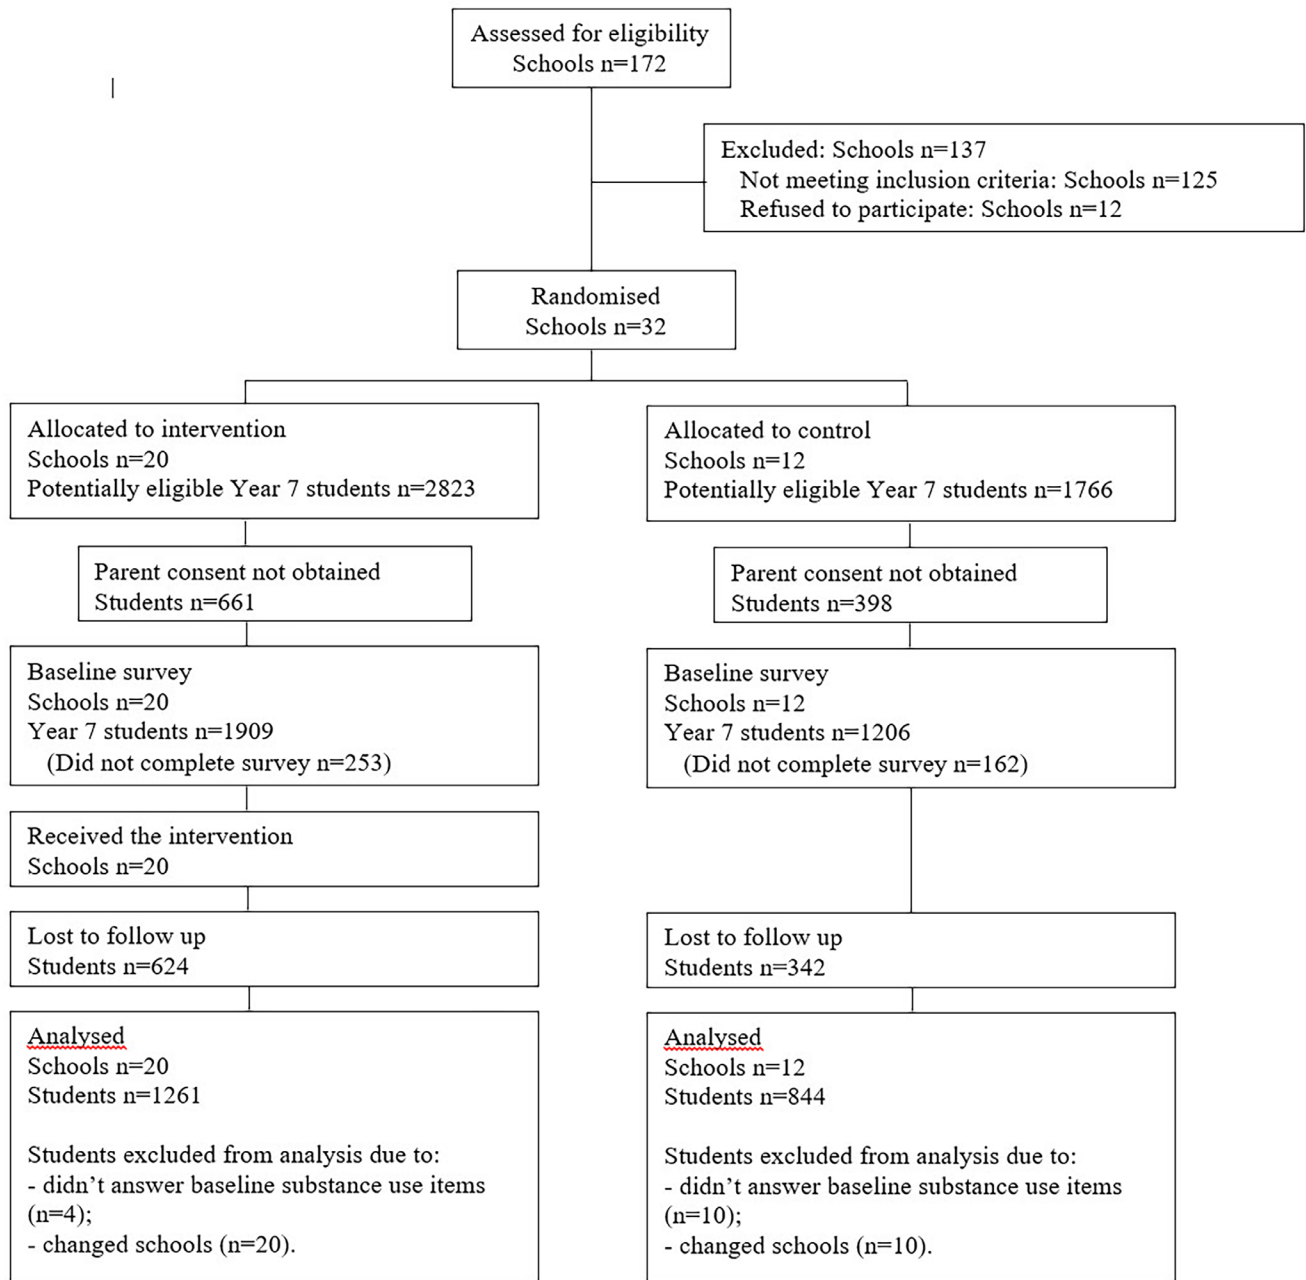 Assessed for eligibility
Schools n=172
Excluded: Schools n=137
Not meeting inclusion criteria: Schools n=125
Refused to participate: Schools n=12
Randomised
Schools n=32
Allocated to intervention
Schools n=20
Potentially eligible Year 7 students n=2823
Allocated to control
Schools n=12
Potentially eligible Year 7 students n=1766
Parent consent not obtained
Students n=661
Parent consent not obtained
Students n=398
Baseline survey
Schools n=20
Year 7 students n=1909
(Did not complete survey n=253)
Baseline survey
Schools n=12
Year 7 students n=1206
(Did not complete survey n=162)
Received the intervention
Schools n=20
Lost to follow up
Students n=624
Lost to follow up
Students n=342
Analysed
Schools n=20
Students n=1261
Students excluded from analysis due to:
- didn’t answer baseline substance use items
(n=4);
- changed schools (n=20).
Analysed
Schools n=12
Students n=844
Students excluded from analysis due to:
- didn’t answer baseline substance use items
(n=10);
- changed schools (n=10).